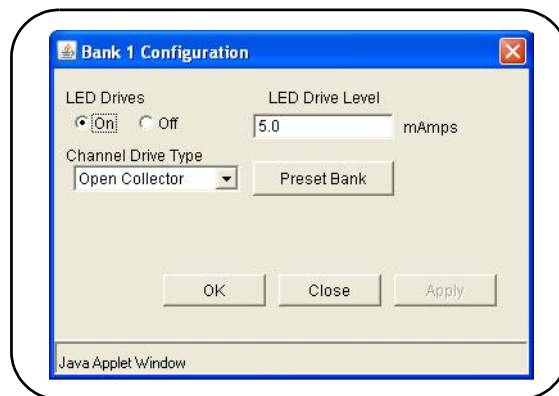 Bank 1 Configuration
LED Drives
On Off
LED Drive Level
5.0 mAmps
Channel Drive Type
Open Collector
Preset Bank
OK Close Apply
Java Applet Window